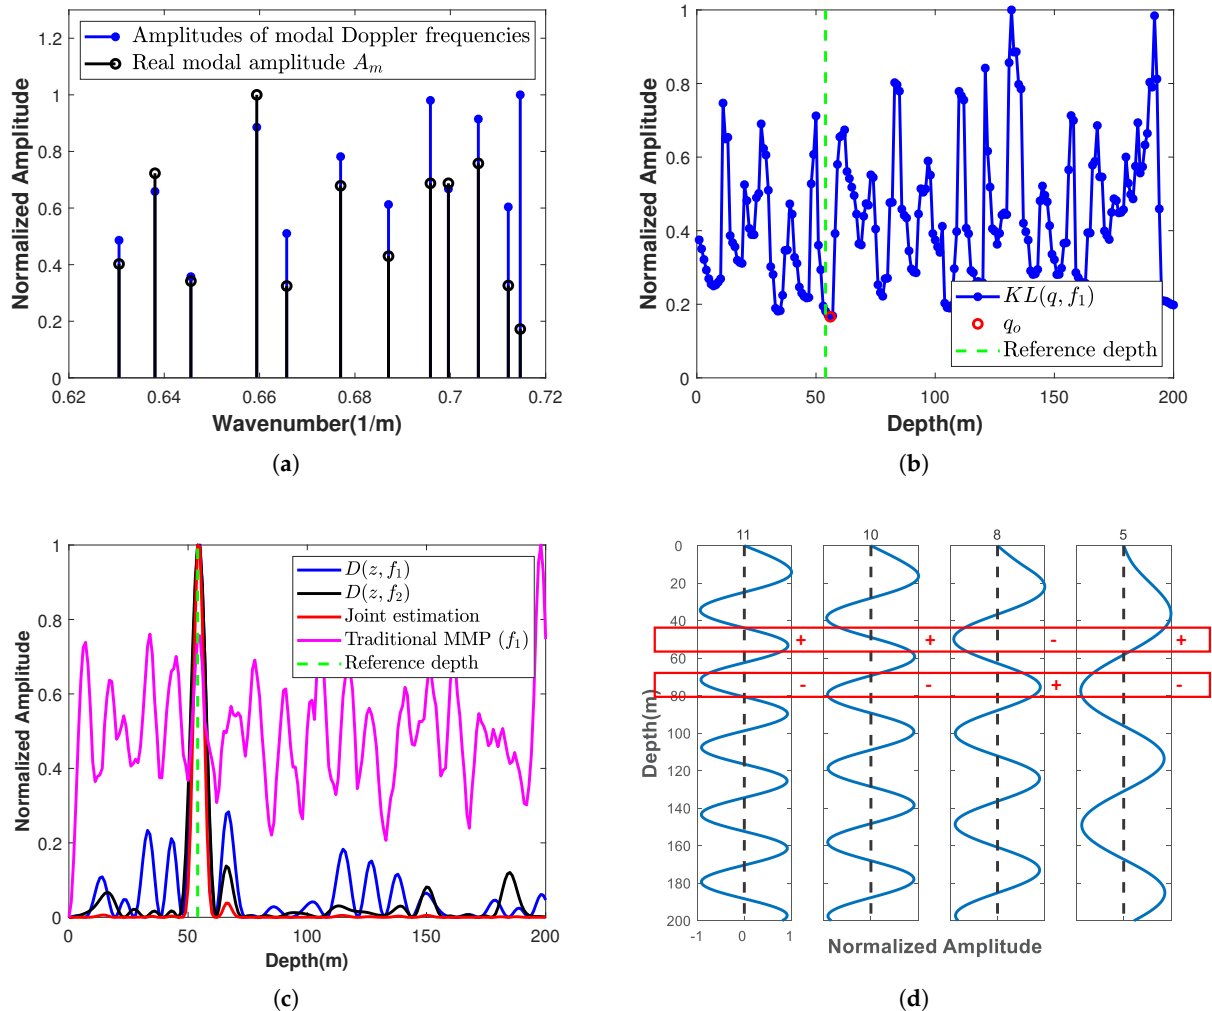 Normalized Amplitude
1.2
1
0.8
0.6
0.4
0.2
0
Amplitudes of modal Doppler frequencies
Real modal amplitude A_m
0.62 0.64 0.66 0.68 0.7 0.72
Wavenumber(1/m)
(a)
Normalized Amplitude
1
0.8
0.6
0.4
0.2
0
KL(q, f_1)
q_o
Reference depth
0 50 100 150 200
Depth(m)
(b)
Normalized Amplitude
1
0.8
0.6
0.4
0.2
0
D(z, f_1)
D(z, f_2)
Joint estimation
Traditional MMP (f_1)
Reference depth
0 50 100 150 200
Depth(m)
(c)
11 10 8 5
Depth(m)
0
20
40
+ + - +
60
- - + -
80
100
120
140
160
180
200
-1 0 1
Normalized Amplitude
(d)